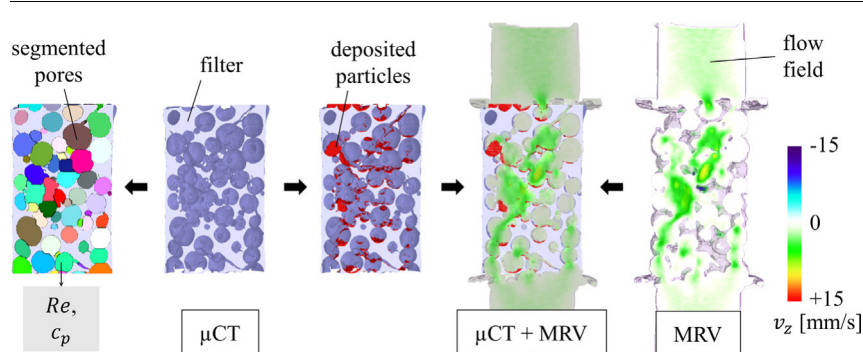 segmented
pores
filter
deposited
particles
flow
field
-15
0
+15
v_z [mm/s]
Re,
c_p
μCT
μCT + MRV
MRV